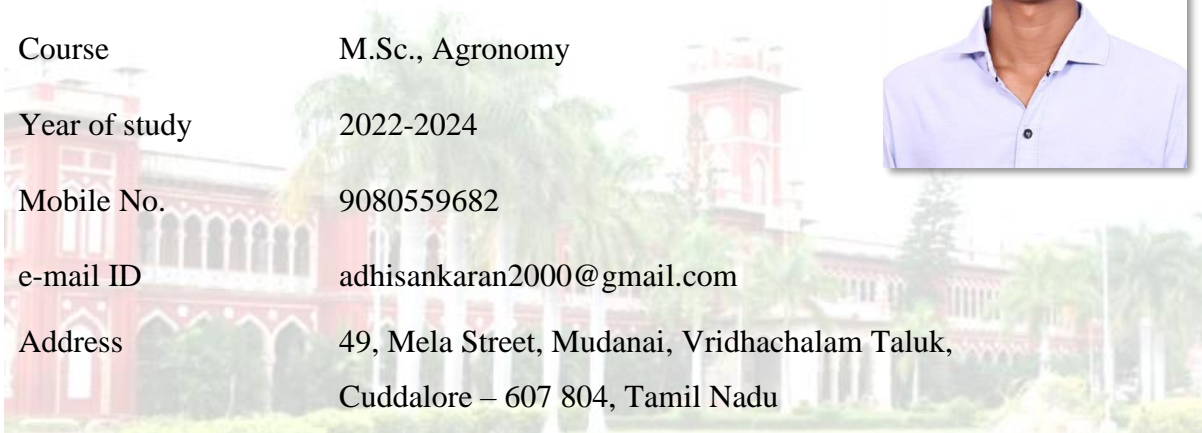 Course M.Sc., Agronomy
Year of study 2022-2024
Mobile No. 9080559682
e-mail ID adhisankaran2000@gmail.com
Address 49, Mela Street, Mudanai, Vridhachalam Taluk,
Cuddalore – 607 804, Tamil Nadu